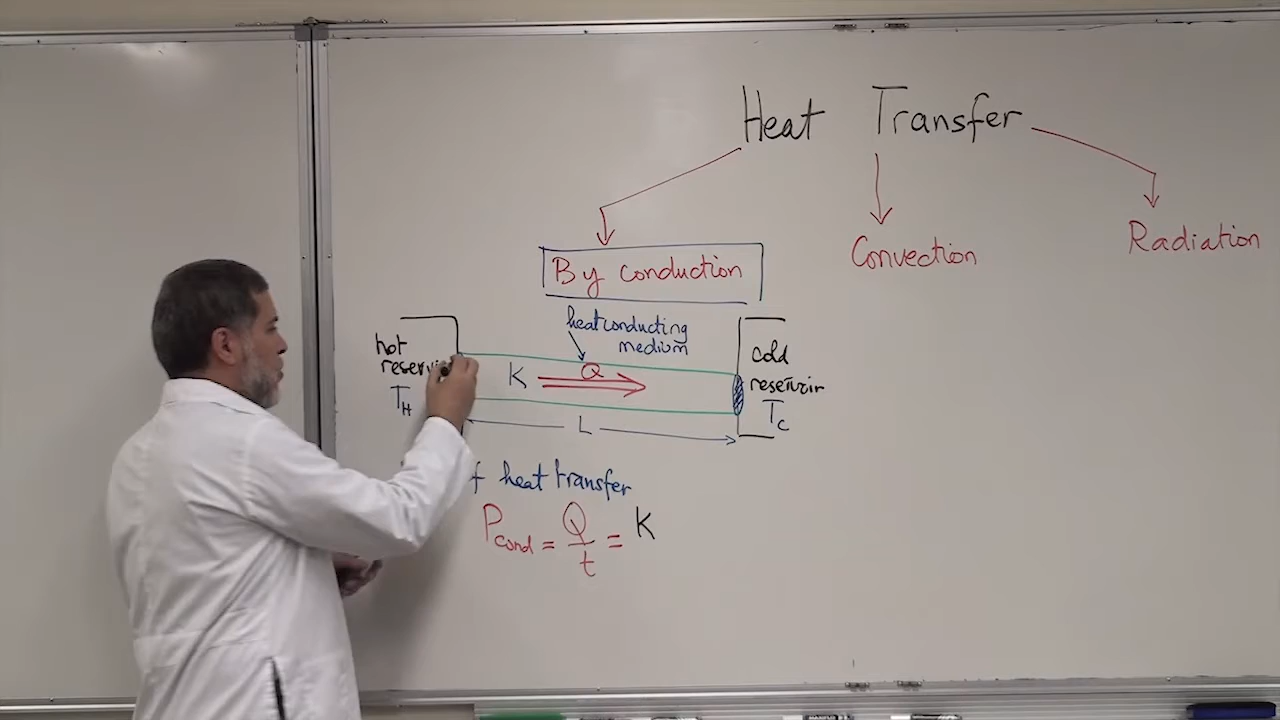 Heat Transfer
By conduction
Convection
Radiation
heat conducting
medium
hot
T_H
K
Q
cold
reservoir
T_C
L
heat transfer
P_cond = Q/t = K